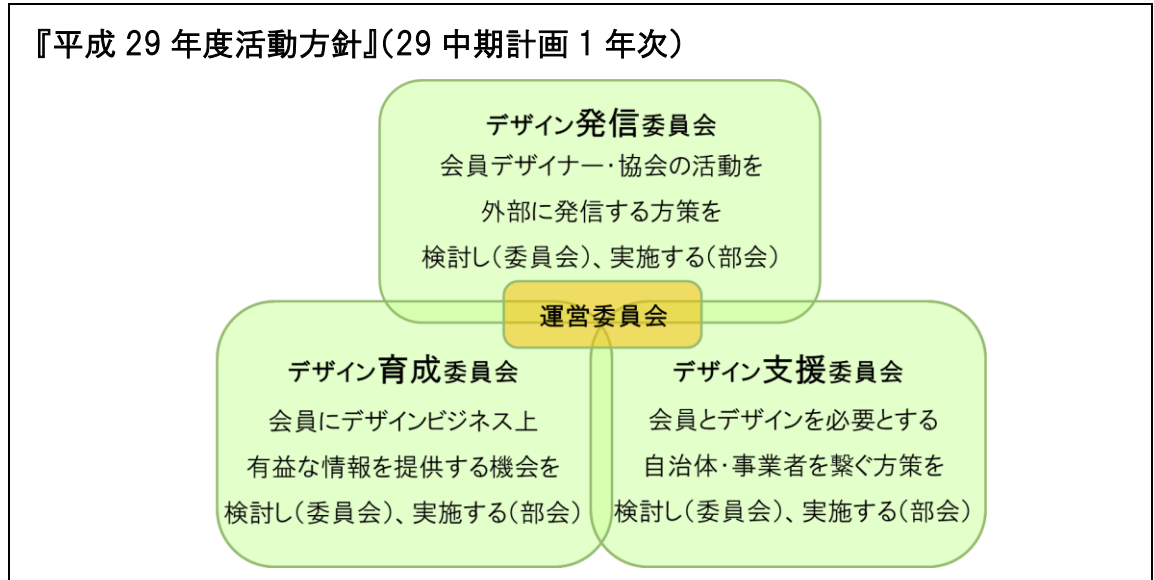 『平成 29 年度活動方針』（29 中期計画 1 年次）
デザイン発信委員会
会員デザイナー・協会の活動を
外部に発信する方策を
検討し（委員会）、実施する（部会）
運営委員会
デザイン育成委員会
会員にデザインビジネス上
有益な情報を提供する機会を
検討し（委員会）、実施する（部会）
デザイン支援委員会
会員とデザインを必要とする
自治体・事業者を繋ぐ方策を
検討し（委員会）、実施する（部会）